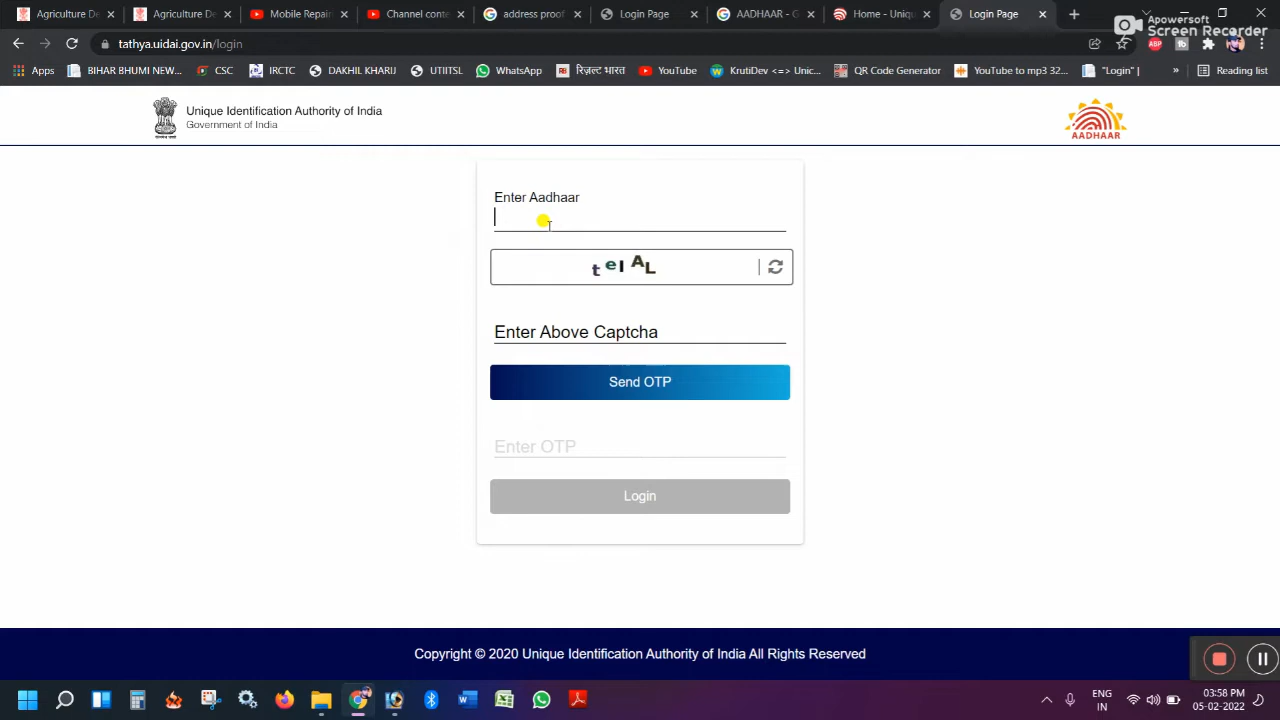 Agriculture De
Agriculture De
Mobile Repain
Channel conte
address proof
Login Page
AADHAAR - G
Home - Uniqu
Login Page
Apowersoft
Screen Recorder
tathya.uidai.gov.in/login
Apps
BIHAR BHUMI NEW...
CSC
IRCTC
DAKHIL KHARIJ
UTIITSL
WhatsApp
रिज़ल्ट भारत
YouTube
KrutiDev <=> Unic...
QR Code Generator
YouTube to mp3 32...
"Login" |
»
Reading list
Unique Identification Authority of India
Government of India
AADHAAR
Enter Aadhaar
telAL
Enter Above Captcha
Send OTP
Enter OTP
Login
Copyright © 2020 Unique Identification Authority of India All Rights Reserved
ENG
IN
03:58 PM
05-02-2022